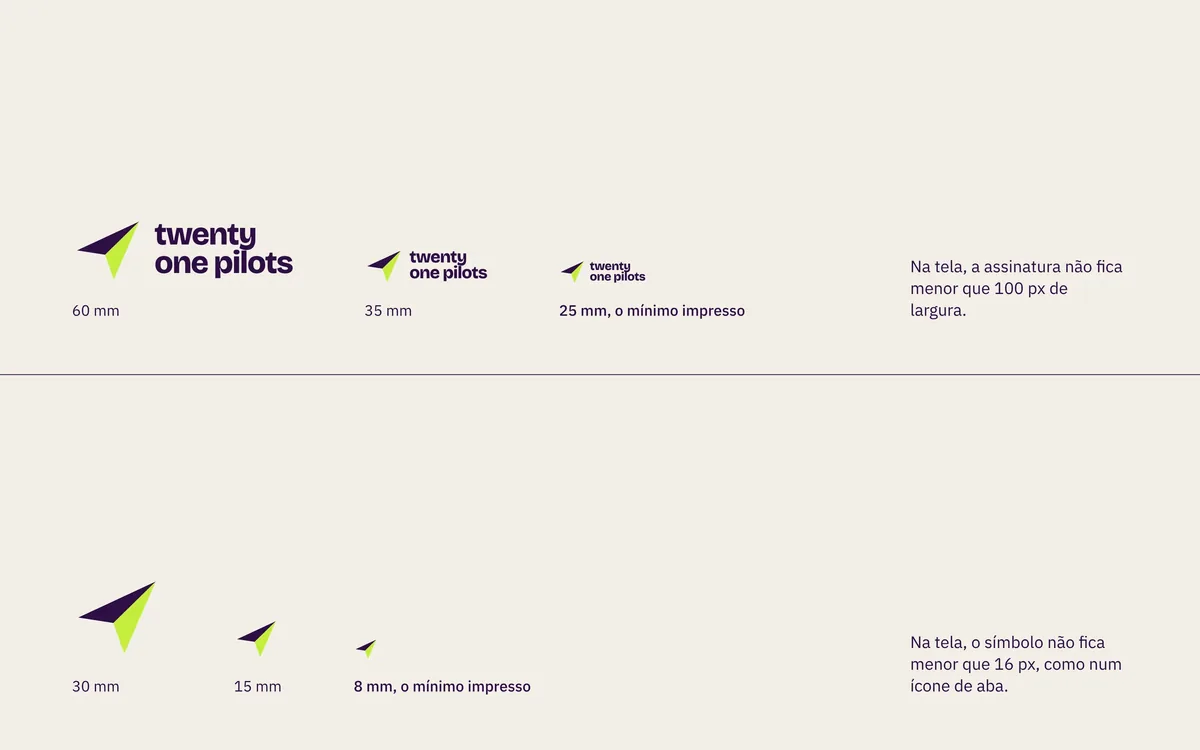 twenty
one pilots
60 mm
twenty
one pilots
35 mm
twenty
one pilots
25 mm, o mínimo impresso
Na tela, a assinatura não fica
menor que 100 px de
largura.
30 mm
15 mm
8 mm, o mínimo impresso
Na tela, o símbolo não fica
menor que 16 px, como num
ícone de aba.